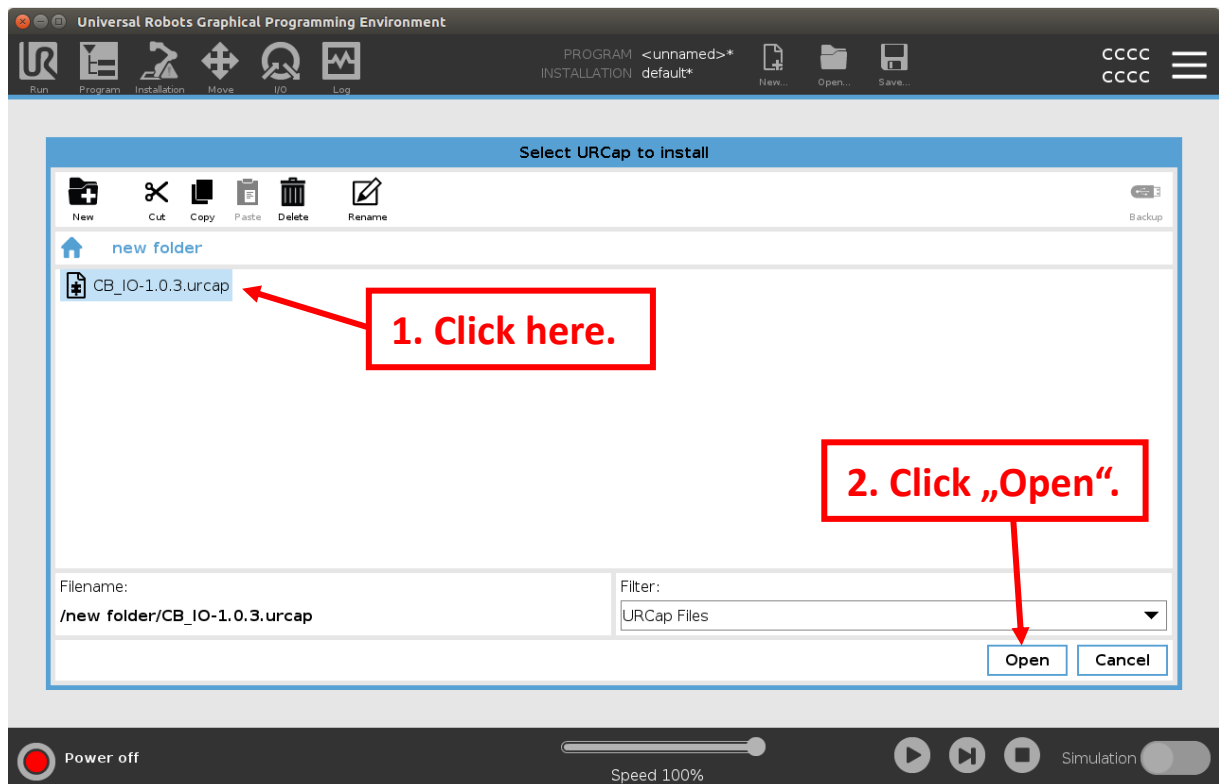 Universal Robots Graphical Programming Environment
UR
PROGRAM <unnamed>*
INSTALLATION default*
CCCC
CCCC
Run Program Installation Move I/O Log New... Open... Save...
Select URCap to install
New Cut Copy Paste Delete Rename Backup
new folder
CB_IO-1.0.3.urcap
1. Click here.
2. Click „Open“.
Filename: Filter:
/new folder/CB_IO-1.0.3.urcap URCap Files
Open Cancel
Power off Simulation
Speed 100%